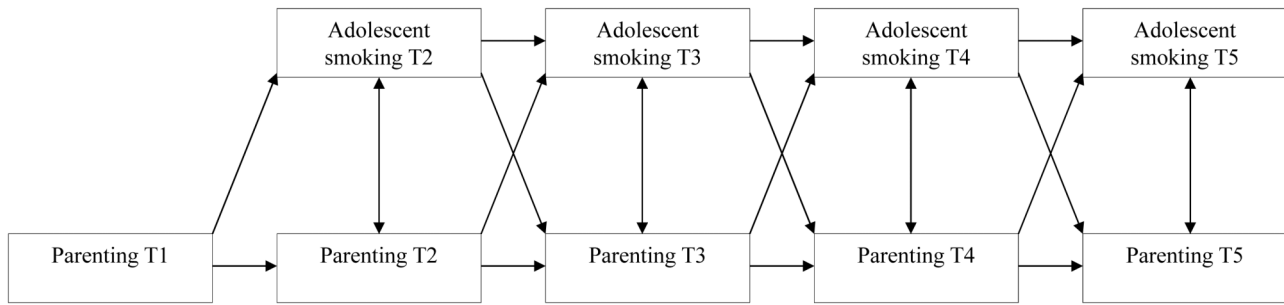 Adolescent
smoking T2
Adolescent
smoking T3
Adolescent
smoking T4
Adolescent
smoking T5
Parenting T1
Parenting T2
Parenting T3
Parenting T4
Parenting T5